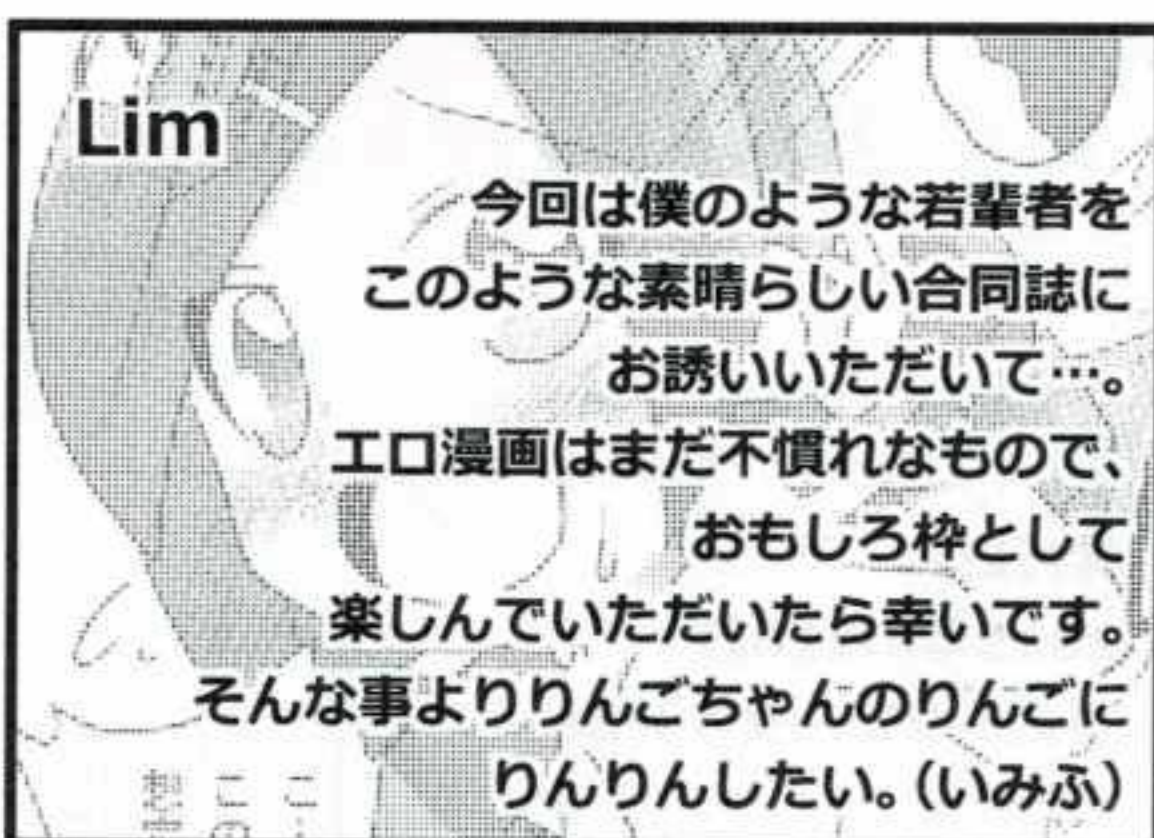 Lim
今回は僕のような若輩者を
このような素晴らしい合同誌に
お誘いいただいて…。
エロ漫画はまだ不慣れなもので、
おもしろ枠として
楽しんでいただいたら幸いです。
そんな事よりりんごちゃんのりんごに
りんりんしたい。（いみふ）